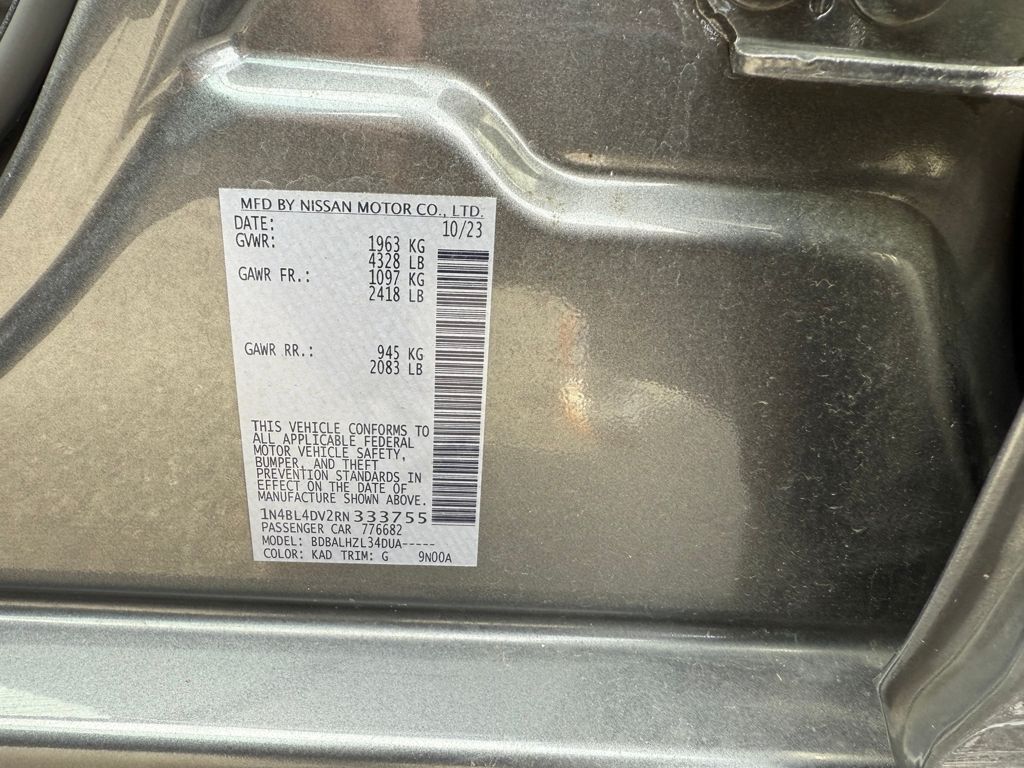 MFD BY NISSAN MOTOR CO., LTD.
DATE: 10/23
GVWR: 1963 KG
4328 LB
GAWR FR.: 1097 KG
2418 LB
GAWR RR.: 945 KG
2083 LB
THIS VEHICLE CONFORMS TO
ALL APPLICABLE FEDERAL
MOTOR VEHICLE SAFETY,
BUMPER, AND THEFT
PREVENTION STANDARDS IN
EFFECT ON THE DATE OF
MANUFACTURE SHOWN ABOVE.
1N4BL4DV2RN333755
PASSENGER CAR 776682
MODEL: BDBALHZL34DUA-----
COLOR: KAD TRIM: G 9N00A